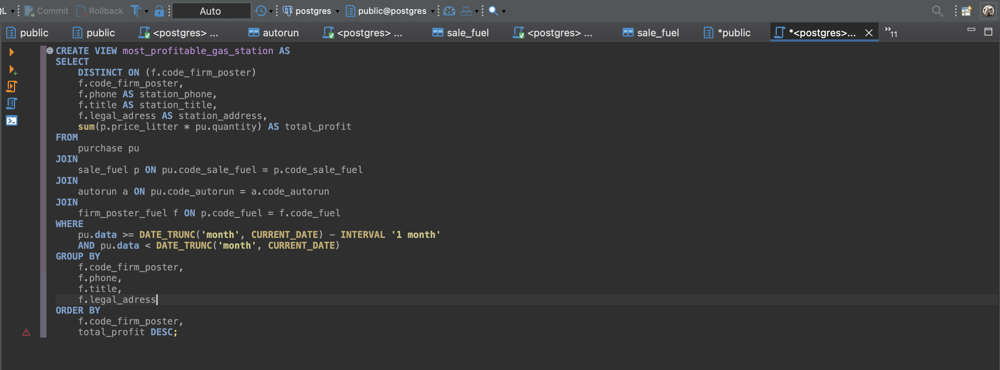 QL Commit Rollback Auto postgres public@postgres
public public <postgres> ... autorun <postgres> ... sale_fuel <postgres> ... sale_fuel *public *<postgres>... »11
CREATE VIEW most_profitable_gas_station AS
SELECT
DISTINCT ON (f.code_firm_poster)
f.code_firm_poster,
f.phone AS station_phone,
f.title AS station_title,
f.legal_adress AS station_address,
sum(p.price_litter * pu.quantity) AS total_profit
FROM
purchase pu
JOIN
sale_fuel p ON pu.code_sale_fuel = p.code_sale_fuel
JOIN
autorun a ON pu.code_autorun = a.code_autorun
JOIN
firm_poster_fuel f ON p.code_fuel = f.code_fuel
WHERE
pu.data >= DATE_TRUNC('month', CURRENT_DATE) - INTERVAL '1 month'
AND pu.data < DATE_TRUNC('month', CURRENT_DATE)
GROUP BY
f.code_firm_poster,
f.phone,
f.title,
f.legal_adress
ORDER BY
f.code_firm_poster,
total_profit DESC;